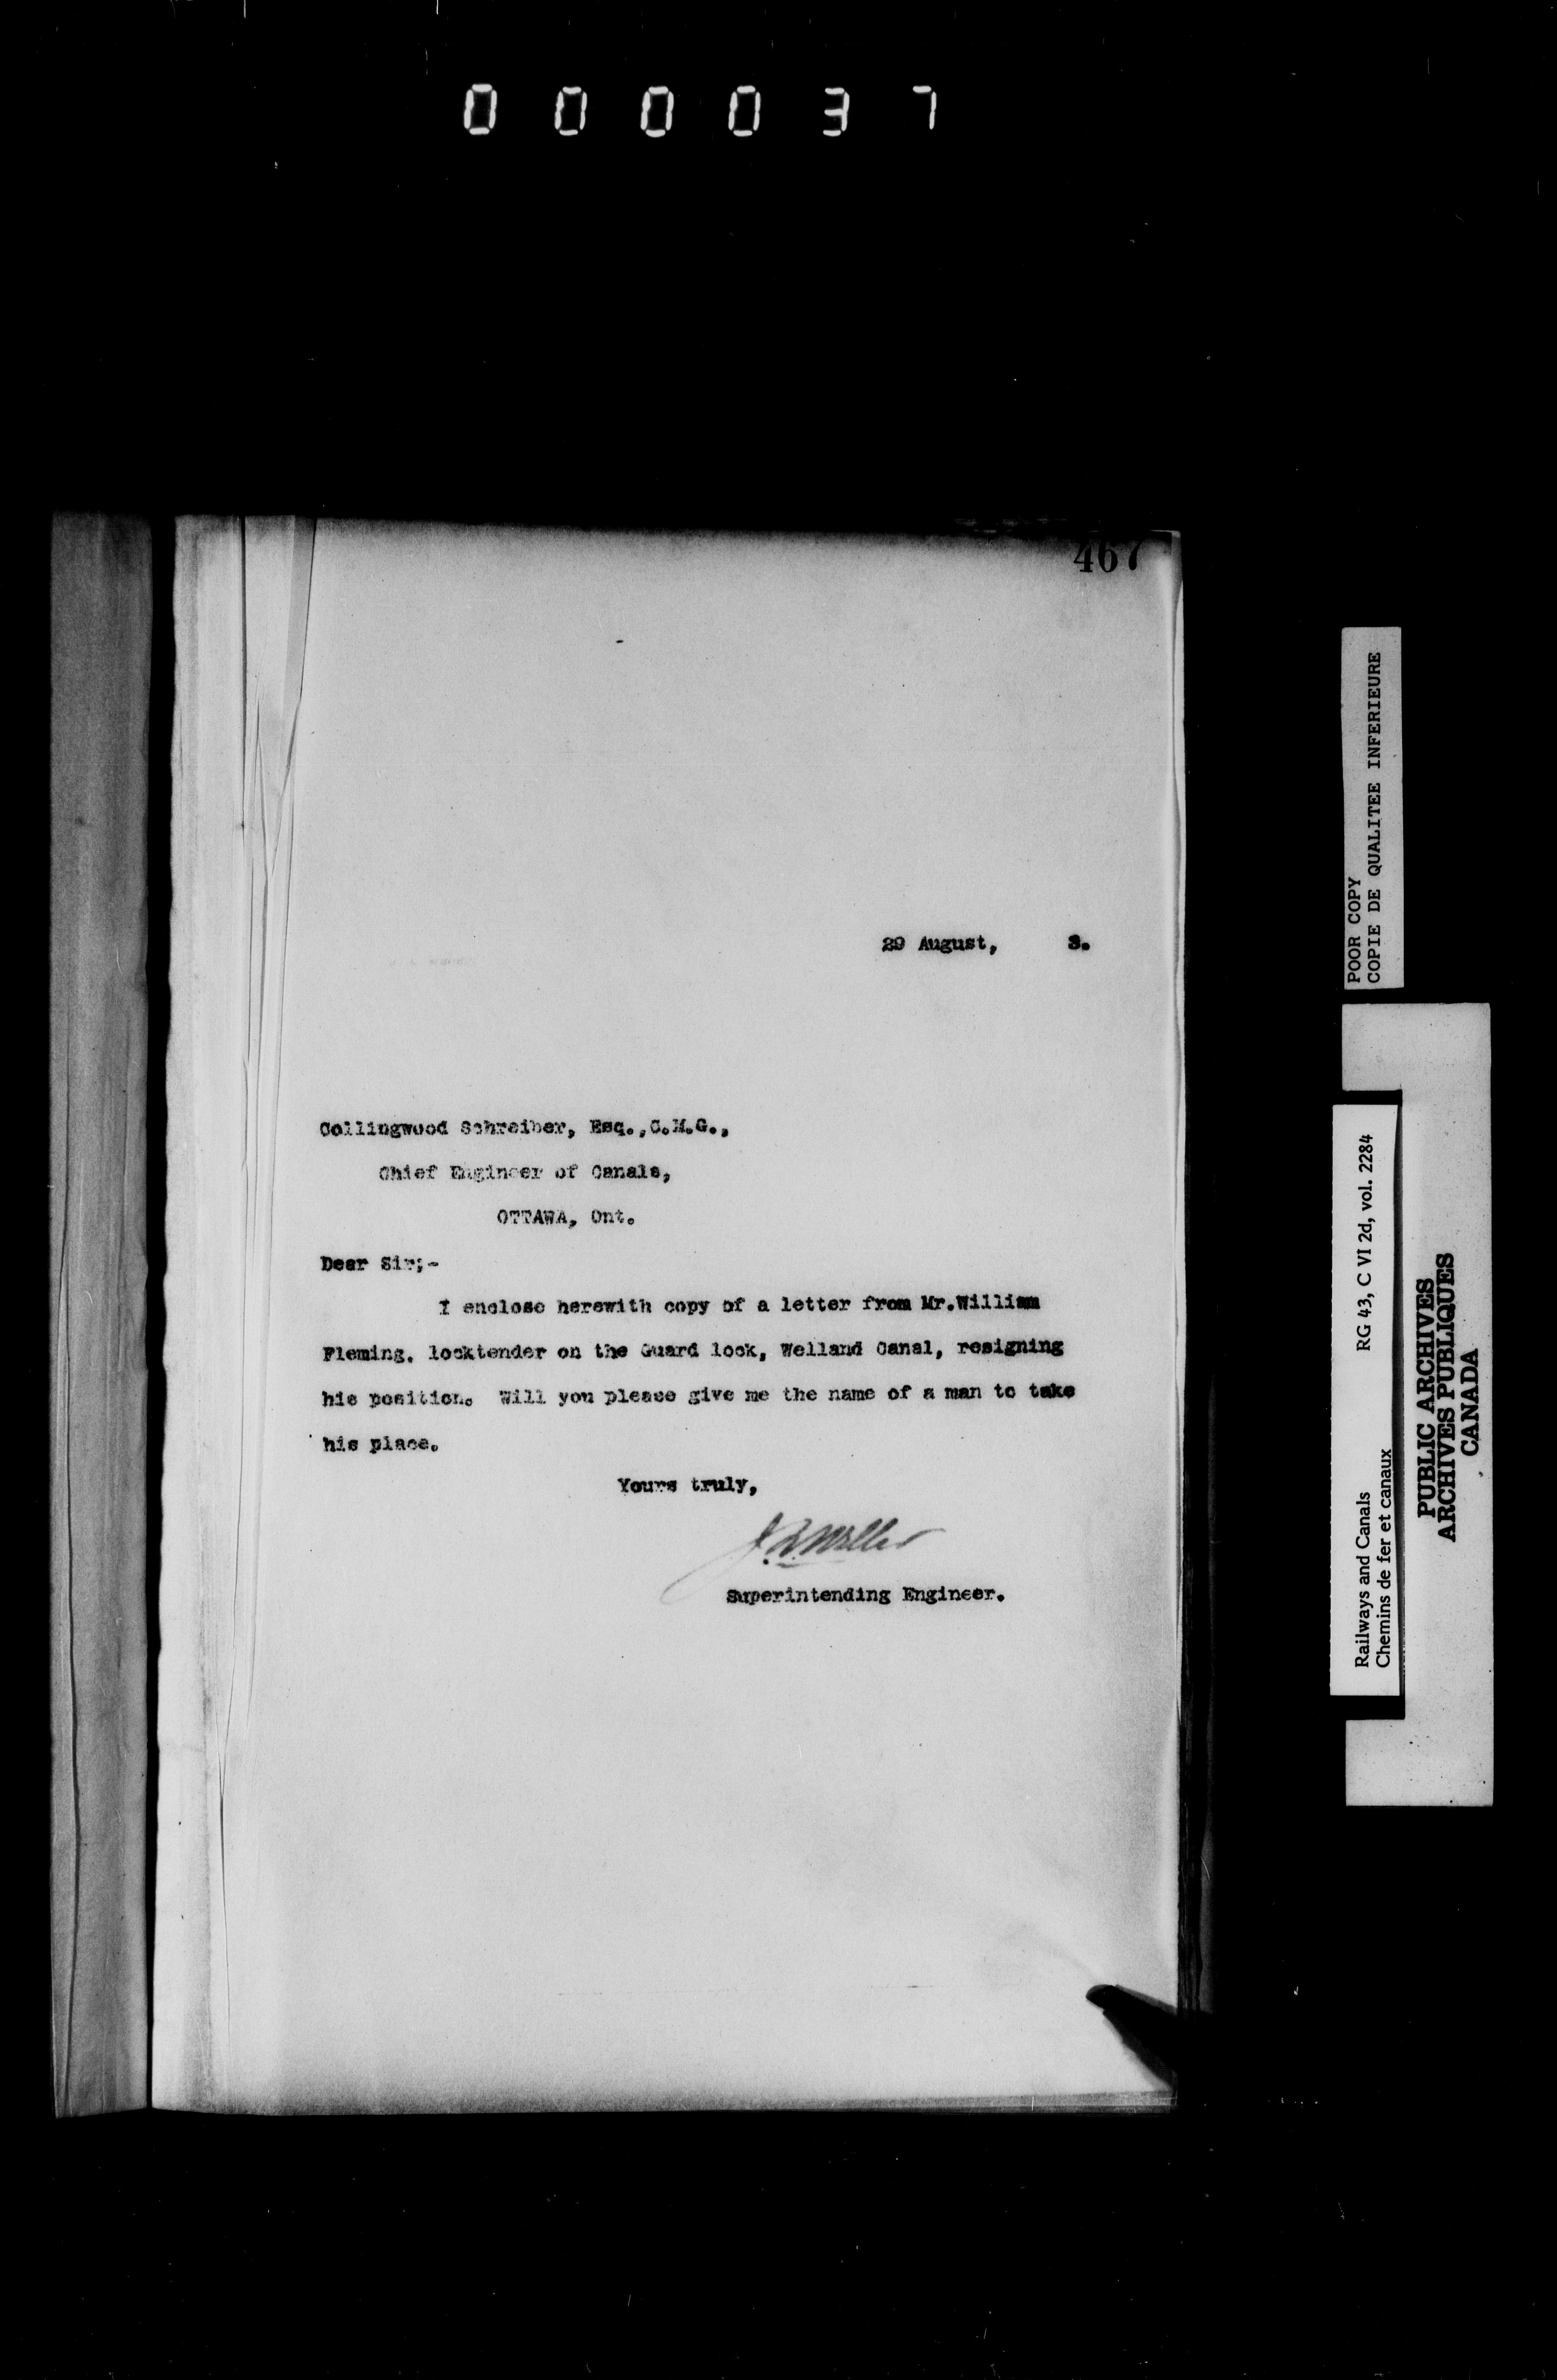 000037
467
29 August, 3.
Collingwood Schreiber, Esq.,C.M.G.,
Chief Engineer of Canals,
OTTAWA, Ont.
Dear Sir;-
I enclose herewith copy of a letter from Mr.William
Fleming. locktender on the Guard lock, Welland Canal, resigning
his position. Will you please give me the name of a man to take
his place.
Yours truly,
Superintending Engineer.
POOR COPY
COPIE DE QUALITEE INFERIEURE
Railways and Canals RG 43, C VI 2d, vol. 2284
Chemins de fer et canaux
PUBLIC ARCHIVES
ARCHIVES PUBLIQUES
CANADA